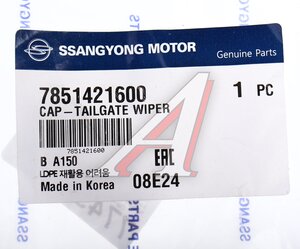 SSANGYONG MOTOR
Genuine Parts
7851421600 1 PC
CAP-TAILGATE WIPER
7851421600
B A150 EAC
LDPE 재활용 어려움
Made in Korea 08E24